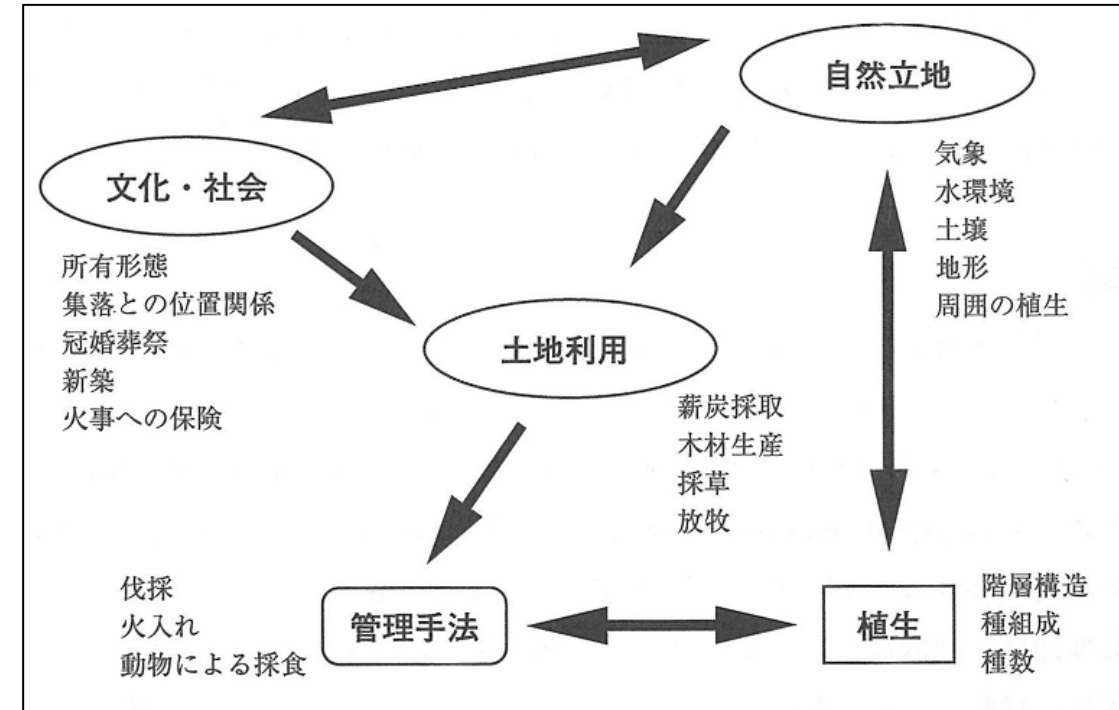 自然立地
気象
水環境
土壌
地形
周囲の植生
文化・社会
所有形態
集落との位置関係
冠婚葬祭
新築
火事への保険
土地利用
薪炭採取
木材生産
採草
放牧
伐採
火入れ
動物による採食
管理手法
植生
階層構造
種組成
種数